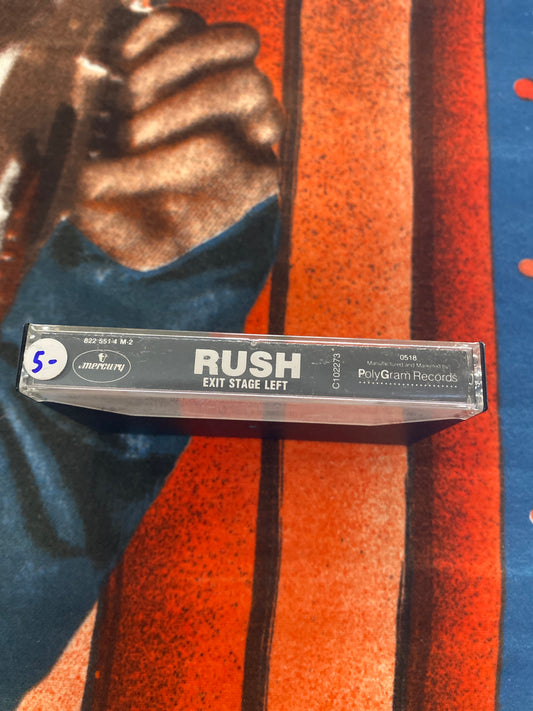 5-
822 551-4 M-2
mercury
RUSH
EXIT STAGE LEFT
C102273
0518
Manufactured and Marketed by
PolyGram Records